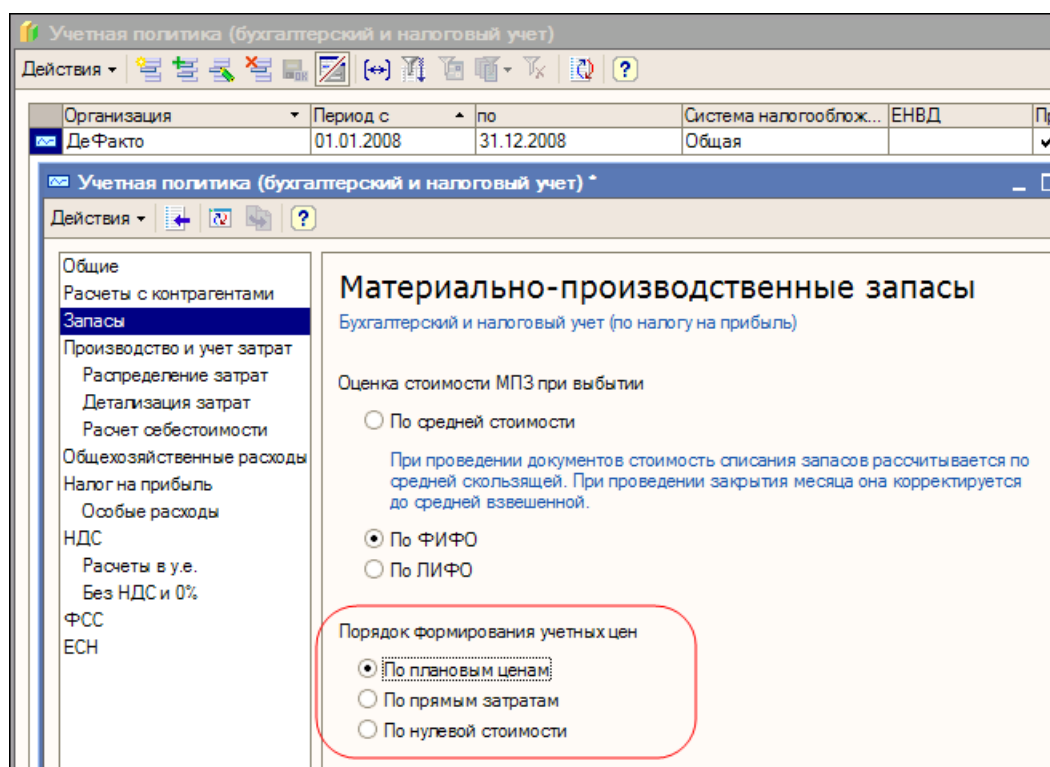 Учетная политика (бухгалтерский и налоговый учет)
Действия
Организация Период с по Система налогооблож... ЕНВД
ДеФакто 01.01.2008 31.12.2008 Общая
Учетная политика (бухгалтерский и налоговый учет) *
Действия
Общие
Расчеты с контрагентами
Запасы
Производство и учет затрат
Распределение затрат
Детализация затрат
Расчет себестоимости
Общехозяйственные расходы
Налог на прибыль
Особые расходы
НДС
Расчеты в у.е.
Без НДС и 0%
ФСС
ЕСН
Материально-производственные запасы
Бухгалтерский и налоговый учет (по налогу на прибыль)
Оценка стоимости МПЗ при выбытии
По средней стоимости
При проведении документов стоимость списания запасов рассчитывается по
средней скользящей. При проведении закрытия месяца она корректируется
до средней взвешенной.
По ФИФО
По ЛИФО
Порядок формирования учетных цен
По плановым ценам
По прямым затратам
По нулевой стоимости